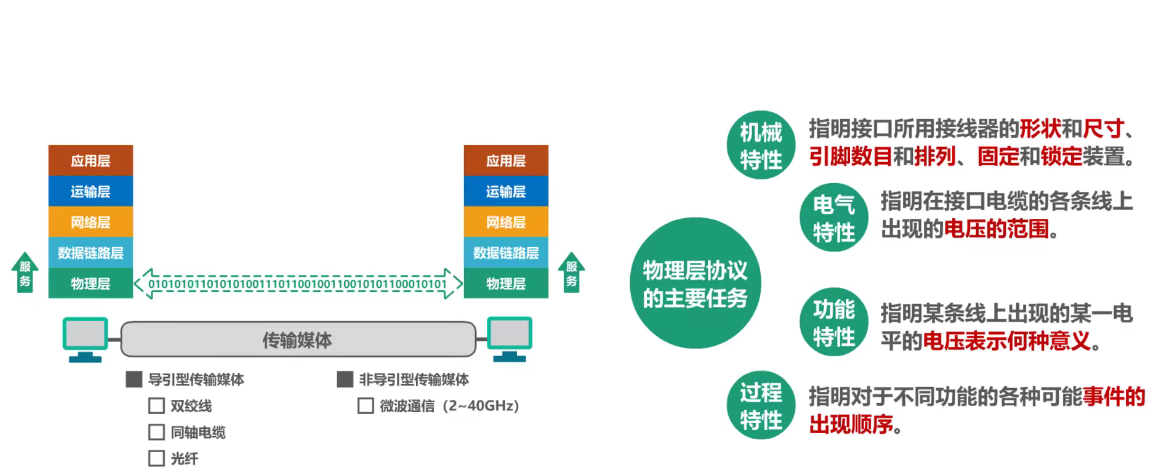 应用层
运输层
网络层
数据链路层
物理层
服务
0101010110101010011101100100110010101100010101
应用层
运输层
网络层
数据链路层
物理层
服务
传输媒体
导引型传输媒体
双绞线
同轴电缆
光纤
非导引型传输媒体
微波通信（2~40GHz）
物理层协议
的主要任务
机械
特性
指明接口所用接线器的形状和尺寸、
引脚数目和排列、固定和锁定装置。
电气
特性
指明在接口电缆的各条线上
出现的电压的范围。
功能
特性
指明某条线上出现的某一电
平的电压表示何种意义。
过程
特性
指明对于不同功能的各种可能事件的
出现顺序。